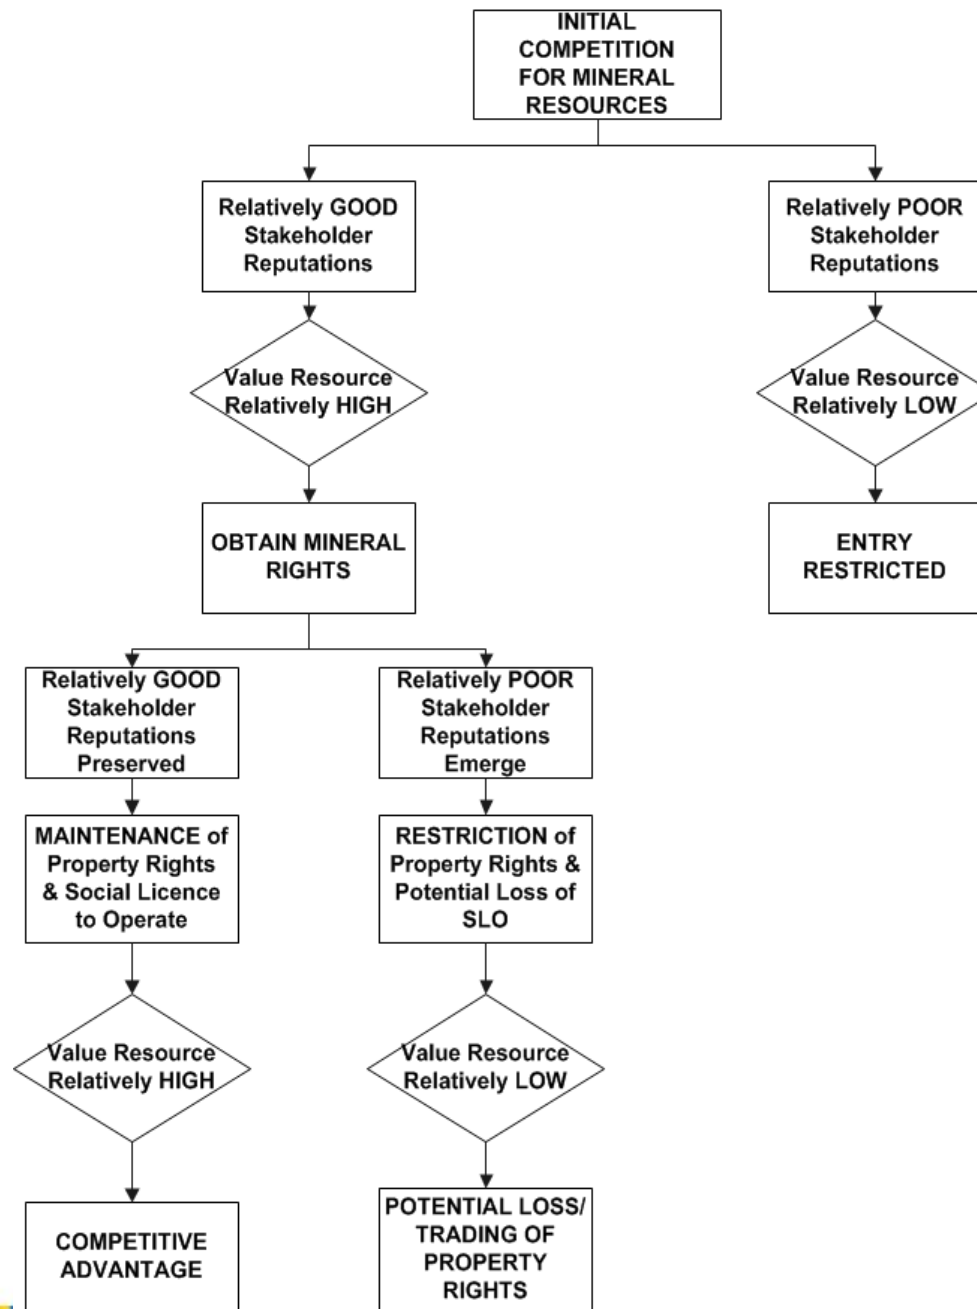 INITIAL
COMPETITION
FOR MINERAL
RESOURCES
Relatively GOOD
Stakeholder
Reputations
Relatively POOR
Stakeholder
Reputations
Value Resource
Relatively HIGH
Value Resource
Relatively LOW
OBTAIN MINERAL
RIGHTS
ENTRY
RESTRICTED
Relatively GOOD
Stakeholder
Reputations
Preserved
Relatively POOR
Stakeholder
Reputations
Emerge
MAINTENANCE of
Property Rights
& Social Licence
to Operate
RESTRICTION of
Property Rights &
Potential Loss of
SLO
Value Resource
Relatively HIGH
Value Resource
Relatively LOW
COMPETITIVE
ADVANTAGE
POTENTIAL LOSS/
TRADING OF
PROPERTY
RIGHTS